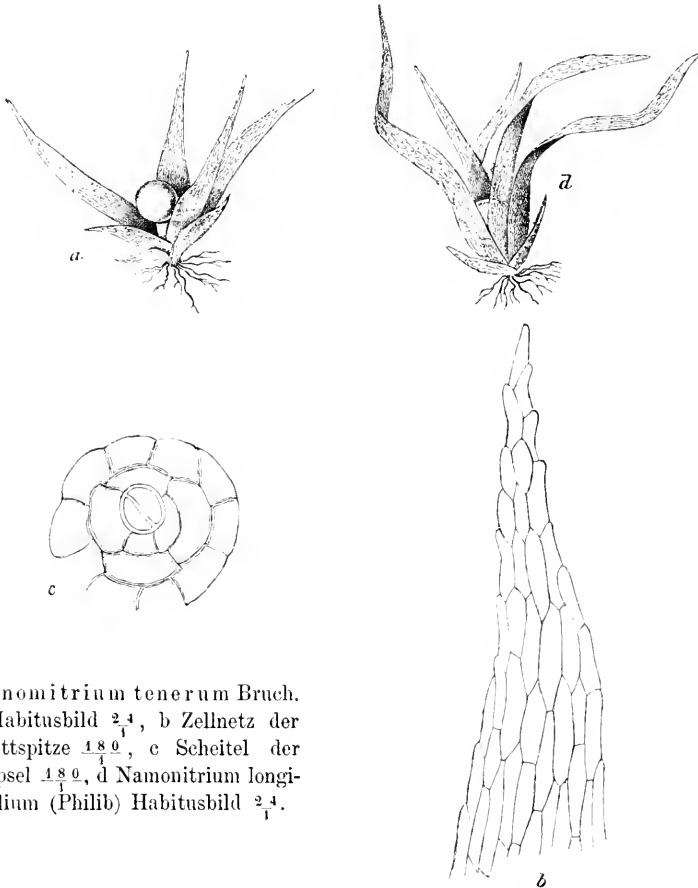 a.
d
c
b
nomitrium tenerum Bruch.
Habitusbild 24/1, b Zellnetz der
ttspitze 180/1, c Scheitel der
psel 180/1, d Namonitrium longi-
lium (Philib) Habitusbild 24/1.